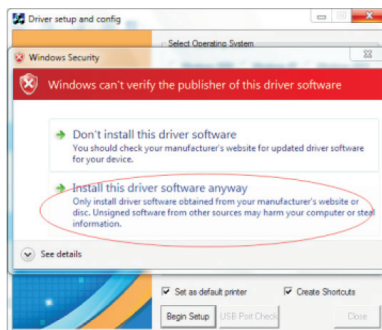 Driver setup and config
Select Operating System
Windows Security
Windows can't verify the publisher of this driver software
Don't install this driver software
You should check your manufacturer's website for updated driver software
for your device.
Install this driver software anyway
Only install driver software obtained from your manufacturer's website or
disc. Unsigned software from other sources may harm your computer or steal
information.
See details
Set as default printer Create Shortcuts
Begin Setup USB Port Check Close